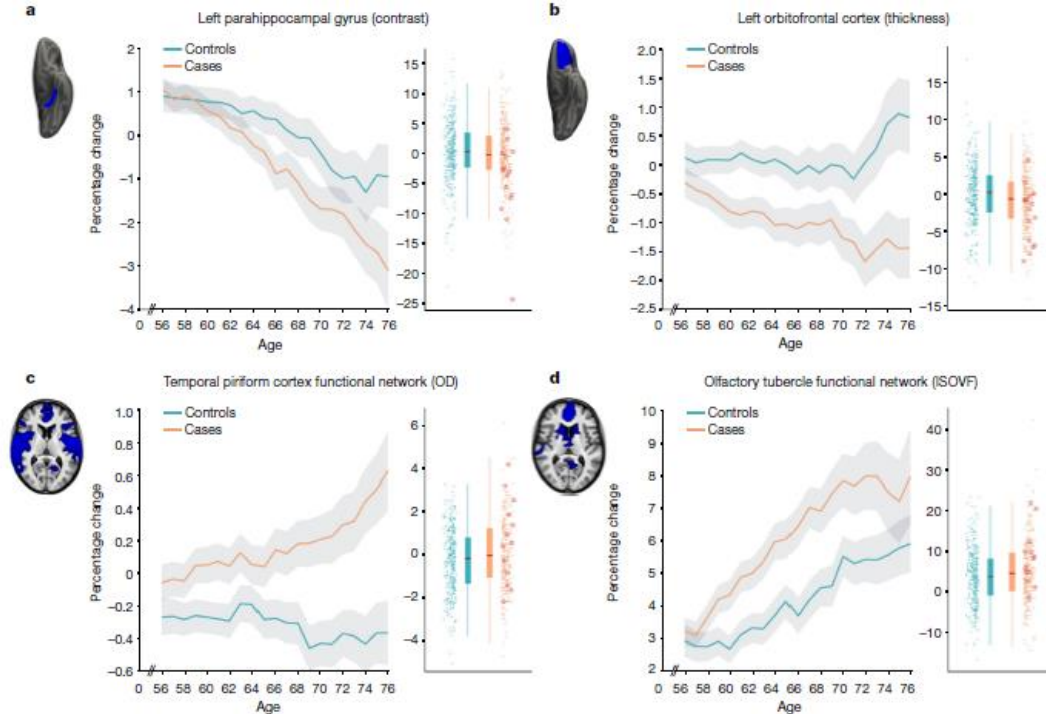 a
Left parahippocampal gyrus (contrast)
Controls
Cases
Percentage change
2
1
0
–1
–2
–3
–4
15
10
5
0
–5
–10
–15
–20
–25
0 56 58 60 62 64 66 68 70 72 74 76
Age
b
Left orbitofrontal cortex (thickness)
Controls
Cases
Percentage change
2.0
1.5
1.0
0.5
0
–0.5
–1.0
–1.5
–2.0
–2.5
15
10
5
0
–5
–10
–15
0 56 58 60 62 64 66 68 70 72 74 76
Age
c
Temporal piriform cortex functional network (OD)
Controls
Cases
Percentage change
1.0
0.8
0.6
0.4
0.2
0
–0.2
–0.4
–0.6
6
4
2
0
–2
–4
0 56 58 60 62 64 66 68 70 72 74 76
Age
d
Olfactory tubercle functional network (ISOVF)
Controls
Cases
Percentage change
10
9
8
7
6
5
4
3
2
40
30
20
10
0
–10
0 56 58 60 62 64 66 68 70 72 74 76
Age